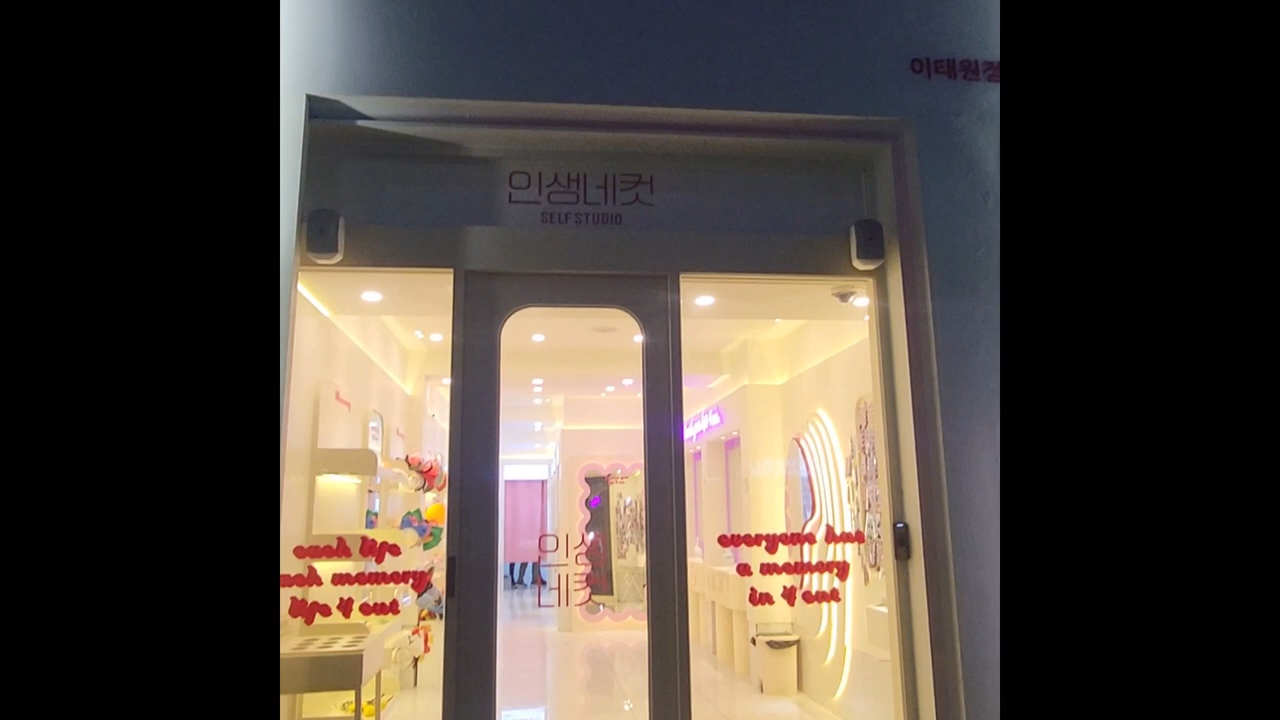 이태원점
인생네컷
SELF STUDIO
each life
each memory
life 4 cut
인생
네컷
everyone has
a memory
in 4 cut